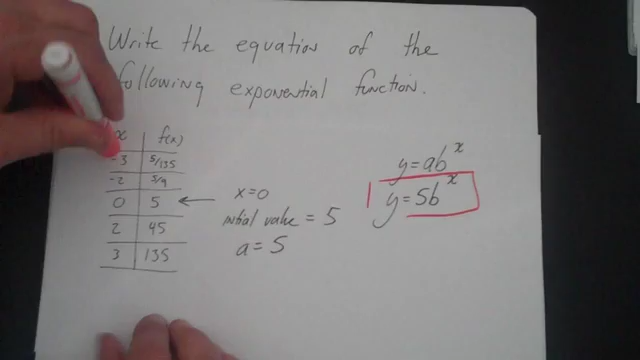 Write the equation of the
following exponential function.
x f(x)
-3 5/135
-2 5/9
0 5
2 45
3 135
x=0
initial value = 5
a=5
y=ab^x
y=5b^x